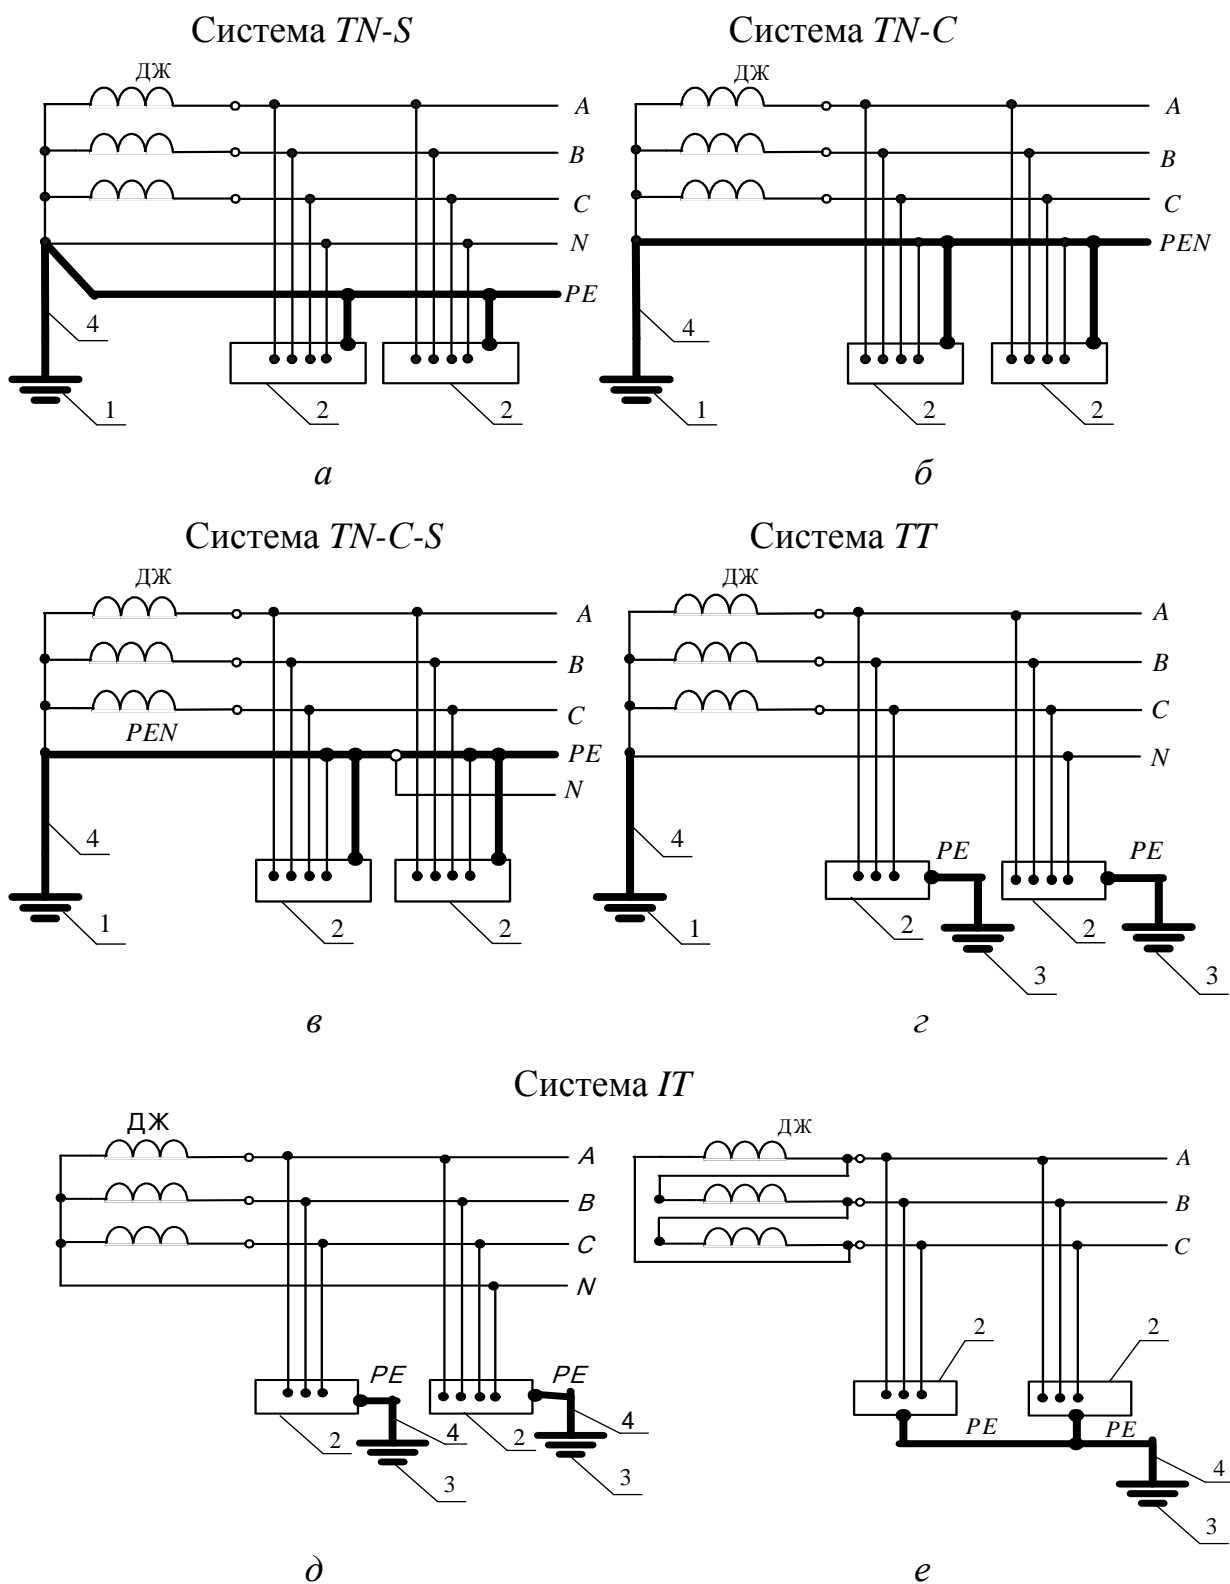 Система TN-S
Система TN-C
ДЖ
A
B
C
N
PE
4
1
2
2
а
ДЖ
A
B
C
PEN
4
1
2
2
б
Система TN-C-S
Система TT
ДЖ
A
B
C
PEN
PE
N
4
1
2
2
в
ДЖ
A
B
C
N
4
PE
PE
1
2
2
3
3
г
Система IT
ДЖ
A
B
C
N
PE
PE
2
4
2
4
3
3
д
ДЖ
A
B
C
2
2
PE
PE
4
3
е